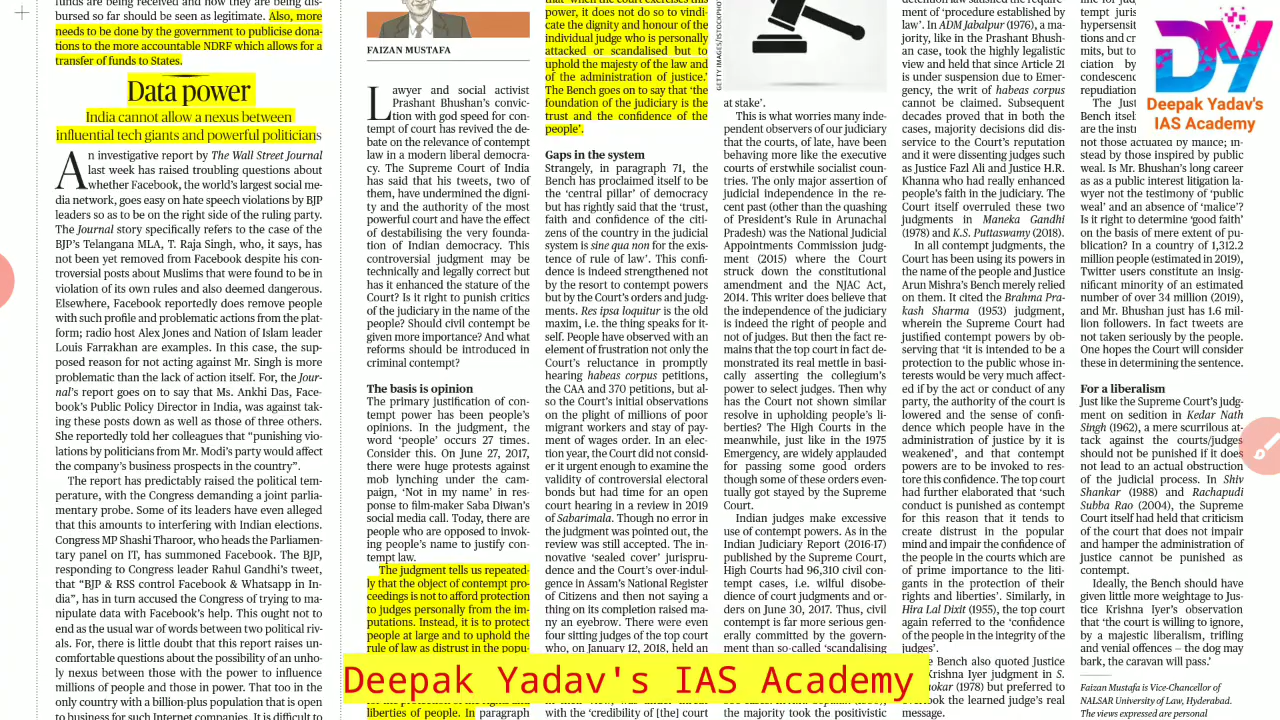 funds are being received and how they are being dis-
bursed so far should be seen as legitimate. Also, more
needs to be done by the government to publicise dona-
tions to the more accountable NDRF which allows for a
transfer of funds to States.
Data power
India cannot allow a nexus between
influential tech giants and powerful politicians
An investigative report by The Wall Street Journal
last week has raised troubling questions about
whether Facebook, the world's largest social me-
dia network, goes easy on hate speech violations by BJP
leaders so as to be on the right side of the ruling party.
The Journal story specifically refers to the case of the
BJP's Telangana MLA, T. Raja Singh, who, it says, has
not been yet removed from Facebook despite his con-
troversial posts about Muslims that were found to be in
violation of its own rules and also deemed dangerous.
Elsewhere, Facebook reportedly does remove people
with such profile and problematic actions from the plat-
form; radio host Alex Jones and Nation of Islam leader
Louis Farrakhan are examples. In this case, the sup-
posed reason for not acting against Mr. Singh is more
problematic than the lack of action itself. For, the Jour-
nal's report goes on to say that Ms. Ankhi Das, Face-
book's Public Policy Director in India, was against tak-
ing these posts down as well as those of three others.
She reportedly told her colleagues that “punishing vio-
lations by politicians from Mr. Modi's party would affect
the company's business prospects in the country”.
The report has predictably raised the political tem-
perature, with the Congress demanding a joint parlia-
mentary probe. Some of its leaders have even alleged
that this amounts to interfering with Indian elections.
Congress MP Shashi Tharoor, who heads the Parliamen-
tary panel on IT, has summoned Facebook. The BJP,
responding to Congress leader Rahul Gandhi's tweet,
that “BJP & RSS control Facebook & Whatsapp in In-
dia”, has in turn accused the Congress of trying to ma-
nipulate data with Facebook's help. This ought not to
end as the usual war of words between two political riv-
als. For, there is little doubt that this report raises un-
comfortable questions about the possibility of an unho-
ly nexus between those with the power to influence
millions of people and those in power. That too in the
only country with a billion-plus population that is open
to business for such Internet companies. It is difficult to
FAIZAN MUSTAFA
Lawyer and social activist
Prashant Bhushan's convic-
tion with god speed for con-
tempt of court has revived the de-
bate on the relevance of contempt
law in a modern liberal democra-
cy. The Supreme Court of India
has said that his tweets, two of
them, have undermined the digni-
ty and the authority of the most
powerful court and have the effect
of destabilising the very founda-
tion of Indian democracy. This
controversial judgment may be
technically and legally correct but
has it enhanced the stature of the
Court? Is it right to punish critics
of the judiciary in the name of the
people? Should civil contempt be
given more importance? And what
reforms should be introduced in
criminal contempt?
The basis is opinion
The primary justification of con-
tempt power has been people's
opinions. In the judgment, the
word ‘people’ occurs 27 times.
Consider this. On June 27, 2017,
there were huge protests against
mob lynching under the cam-
paign, ‘Not in my name’ in res-
ponse to film-maker Saba Diwan's
social media call. Today, there are
people who are opposed to invok-
ing people's name to justify con-
tempt law.
The judgment tells us repeated-
ly that the object of contempt pro-
ceedings is not to afford protection
to judges personally from the im-
putations. Instead, it is to protect
people at large and to uphold the
rule of law as distrust in the popu-
liberties of people. In paragraph
that ‘when the court exercises this
power, it does not do so to vindi-
cate the dignity and honour of the
individual judge who is personally
attacked or scandalised but to
uphold the majesty of the law and
of the administration of justice.’
The Bench goes on to say that ‘the
foundation of the judiciary is the
trust and the confidence of the
people’.
Gaps in the system
Strangely, in paragraph 71, the
Bench has proclaimed itself to be
the ‘central pillar’ of democracy
but has rightly said that the ‘trust,
faith and confidence of the citi-
zens of the country in the judicial
system is sine qua non for the exis-
tence of rule of law’. This confi-
dence is indeed strengthened not
by the resort to contempt powers
but by the Court's orders and judg-
ments. Res ipsa loquitur is the old
maxim, i.e. the thing speaks for it-
self. People have observed with an
element of frustration not only the
Court's reluctance in promptly
hearing habeas corpus petitions,
the CAA and 370 petitions, but al-
so the Court's initial observations
on the plight of millions of poor
migrant workers and stay of pay-
ment of wages order. In an elec-
tion year, the Court did not consid-
er it urgent enough to examine the
validity of controversial electoral
bonds but had time for an open
court hearing in a review in 2019
of Sabarimala. Though no error in
the judgment was pointed out, the
review was still accepted. The in-
novative ‘sealed cover’ jurispru-
dence and the Court's over-indul-
gence in Assam's National Register
of Citizens and then not saying a
thing on its completion raised ma-
ny an eyebrow. There were even
four sitting judges of the top court
who, on January 12, 2018, held an
with the ‘credibility of [the] court
GETTY IMAGES/ISTOCKPHOTO
at stake’.
This is what worries many inde-
pendent observers of our judiciary
that the courts, of late, have been
behaving more like the executive
courts of erstwhile socialist coun-
tries. The only major assertion of
judicial independence in the re-
cent past (other than the quashing
of President's Rule in Arunachal
Pradesh) was the National Judicial
Appointments Commission judg-
ment (2015) where the Court
struck down the constitutional
amendment and the NJAC Act,
2014. This writer does believe that
the independence of the judiciary
is indeed the right of people and
not of judges. But then the fact re-
mains that the top court in fact de-
monstrated its real mettle in basi-
cally asserting the collegium's
power to select judges. Then why
has the Court not shown similar
resolve in upholding people's li-
berties? The High Courts in the
meanwhile, just like in the 1975
Emergency, are widely applauded
for passing some good orders
though some of these orders even-
tually got stayed by the Supreme
Court.
Indian judges make excessive
use of contempt powers. As in the
Indian Judicial Report (2016-17)
published by the Supreme Court,
High Courts had 96,310 civil con-
tempt cases, i.e. wilful disobe-
dience of court judgments and or-
ders on June 30, 2017. Thus, civil
contempt is far more serious gen-
erally committed by the govern-
ment than so-called ‘scandalising
the majority took the positivistic
ment of ‘procedure established by
law’. In ADM Jabalpur (1976), a ma-
jority, like in the Prashant Bhush-
an case, took the highly legalistic
view and held that since Article 21
is under suspension due to Emer-
gency, the writ of habeas corpus
cannot be claimed. Subsequent
decades proved that in both the
cases, majority decisions did dis-
service to the Court's reputation
and it were dissenting judges such
as Justice Fazl Ali and Justice H.R.
Khanna who had really enhanced
people's faith in the judiciary. The
Court itself overruled these two
judgments in Maneka Gandhi
(1978) and K.S. Puttaswamy (2018).
In all contempt judgments, the
Court has been using its powers in
the name of the people and Justice
Arun Mishra's Bench merely relied
on them. It cited the Brahma Pra-
kash Sharma (1953) judgment,
wherein the Supreme Court had
justified contempt powers by ob-
serving that ‘it is intended to be a
protection to the public whose in-
terests would be very much affect-
ed if by the act or conduct of any
party, the authority of the court is
lowered and the sense of confi-
dence which people have in the
administration of justice by it is
weakened’, and that contempt
powers are to be invoked to res-
tore this confidence. The top court
had further elaborated that ‘such
conduct is punished as contempt
for this reason that it tends to
create distrust in the popular
mind and impair the confidence of
the people in the courts which are
of prime importance to the liti-
gants in the protection of their
rights and liberties’. Similarly, in
Hira Lal Dixit (1955), the top court
again referred to the ‘confidence
of the people in the integrity of the
judges’.
Bench also quoted Justice
Krishna Iyer judgment in S.
(1978) but preferred to
the real
message.
tempt juris
hypersensit
tions and cr
mits, but to
ciation by
condescenc
repudiation
The Just
Bench itsel
are the inst
not those actuated by malice; in-
stead by those inspired by public
weal. Is Mr. Bhushan's long career
as as a public interest litigation la-
wyer not the testimony of ‘public
weal’ and an absence of ‘malice’?
Is it right to determine ‘good faith’
on the basis of mere extent of pu-
blication? In a country of 1,312.2
million people (estimated in 2019),
Twitter users constitute an insig-
nificant minority of an estimated
number of over 34 million (2019),
and Mr. Bhushan just has 1.6 mil-
lion followers. In fact tweets are
not taken seriously by the people.
One hopes the Court will consider
these in determining the sentence.
For a liberalism
Just like the Supreme Court's judg-
ment on sedition in Kedar Nath
Singh (1962), a mere scurrilous at-
tack against the courts/judges
should not be punished if it does
not lead to an actual obstruction
of the judicial process. In Shiv
Shankar (1988) and Rachapudi
Subba Rao (2004), the Supreme
Court itself had held that criticism
of the court that does not impair
and hamper the administration of
justice cannot be punished as
contempt.
Ideally, the Bench should have
given little more weightage to Jus-
tice Krishna Iyer's observation
that ‘the court is willing to ignore,
by a majestic liberalism, trifling
and venial offences – the dog may
bark, the caravan will pass.’
Faizan Mustafa is Vice-Chancellor of
NALSAR University of Law, Hyderabad.
The views expressed are personal
DY
Deepak Yadav's
IAS Academy
Deepak Yadav's IAS Academy